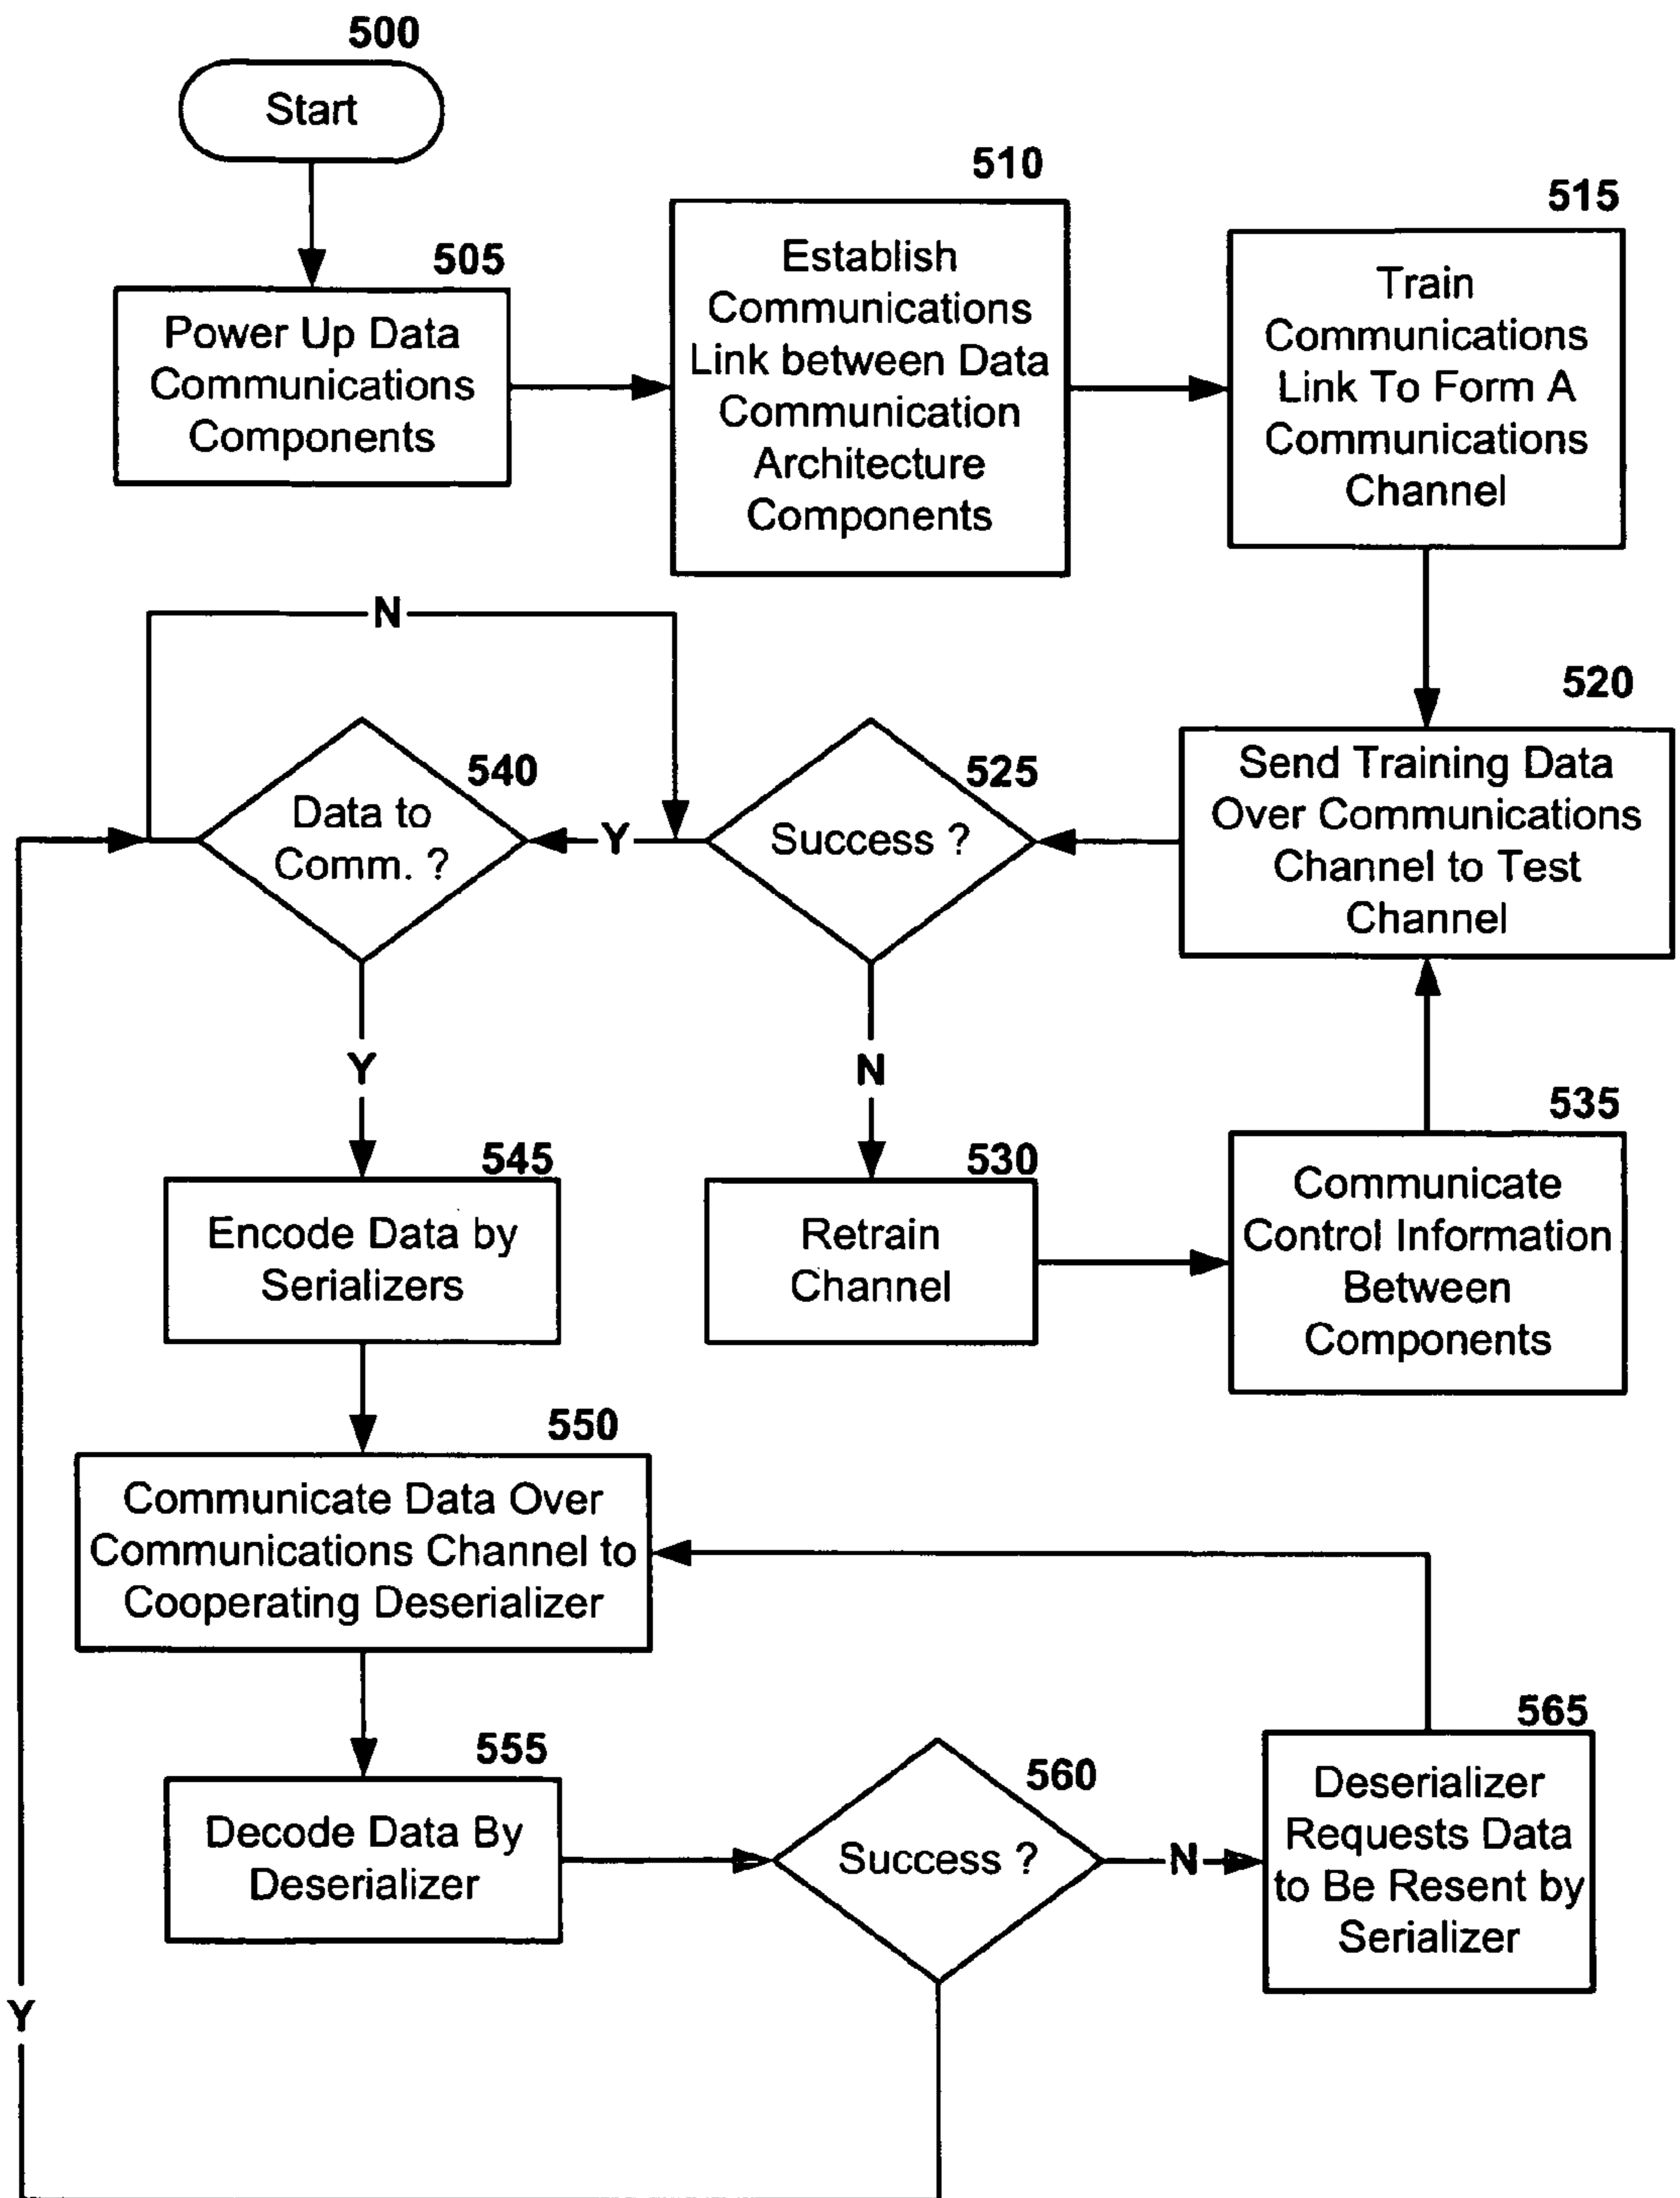 500
Start
505
Power Up Data
Communications
Components
510
Establish
Communications
Link between Data
Communication
Architecture
Components
515
Train
Communications
Link To Form A
Communications
Channel
520
Send Training Data
Over Communications
Channel to Test
Channel
525
Success ?
Y
N
530
Retrain
Channel
535
Communicate
Control Information
Between
Components
540
Data to
Comm. ?
N
Y
545
Encode Data by
Serializers
550
Communicate Data Over
Communications Channel to
Cooperating Deserializer
555
Decode Data By
Deserializer
560
Success ?
N
565
Deserializer
Requests Data
to Be Resent by
Serializer
Y